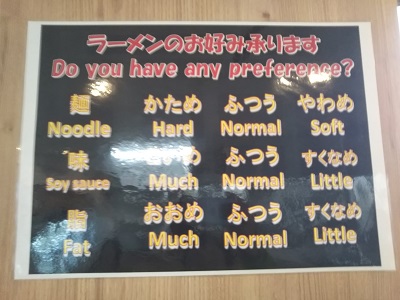 ラーメンのお好み承ります
Do you have any preference?
麺 かため ふつう やわめ
Noodle Hard Normal Soft
味 こいめ ふつう すくなめ
Soy sauce Much Normal Little
脂 おおめ ふつう すくなめ
Fat Much Normal Little